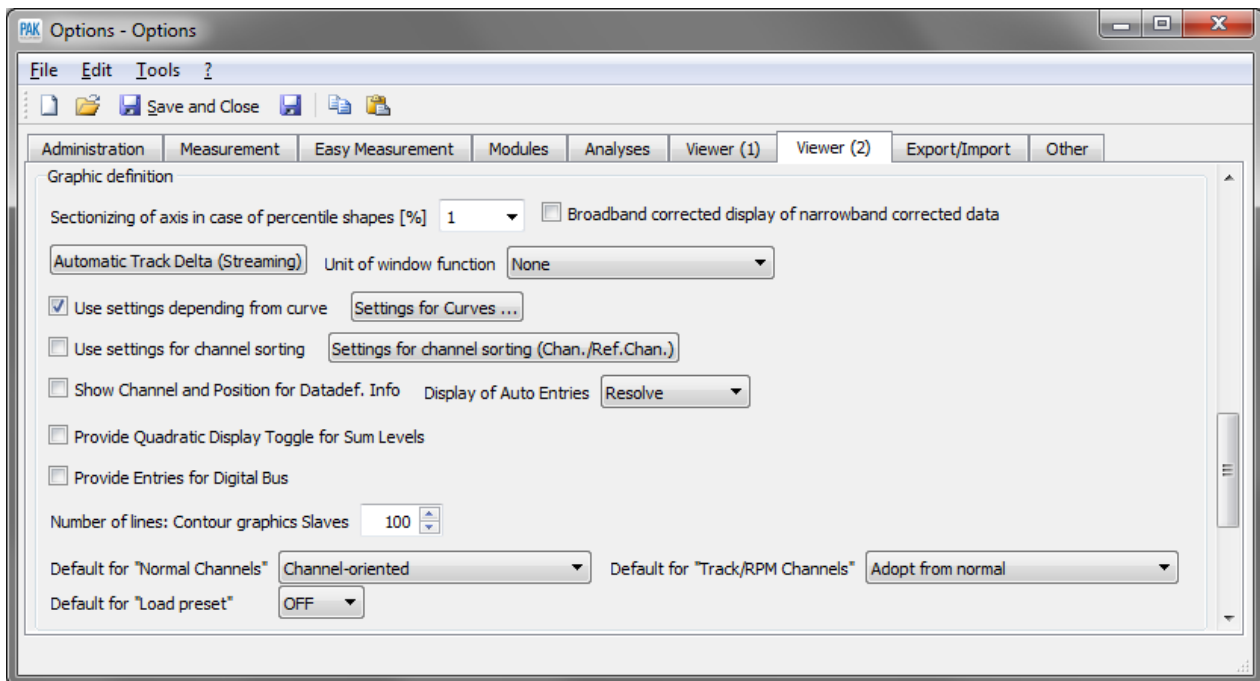 PAK Options - Options
File Edit Tools ?
Save and Close
Administration Measurement Easy Measurement Modules Analyses Viewer (1) Viewer (2) Export/Import Other
Graphic definition
Sectionizing of axis in case of percentile shapes [%] 1 Broadband corrected display of narrowband corrected data
Automatic Track Delta (Streaming) Unit of window function None
Use settings depending from curve Settings for Curves ...
Use settings for channel sorting Settings for channel sorting (Chan./Ref.Chan.)
Show Channel and Position for Datadef. Info Display of Auto Entries Resolve
Provide Quadratic Display Toggle for Sum Levels
Provide Entries for Digital Bus
Number of lines: Contour graphics Slaves 100
Default for "Normal Channels" Channel-oriented Default for "Track/RPM Channels" Adopt from normal
Default for "Load preset" OFF